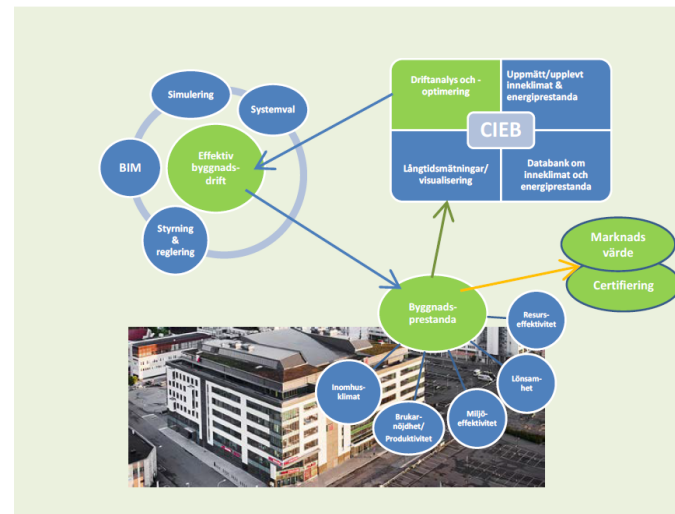 Simulering
Systemval
BIM
Effektiv
byggnads-
drift
Styrning
&
reglering
Driftanalys och -
optimering
Uppmätt/upplevt
inneklimat &
energiprestanda
CIEB
Långtidsmätningar/
visualisering
Databank om
inneklimat och
energiprestanda
Marknads
värde
Certifiering
Byggnads-
prestanda
Resurs-
effektivitet
Lönsam-
het
Inomhus-
klimat
Brukar-
nöjdhet/
Produktivitet
Miljö-
effektivitet